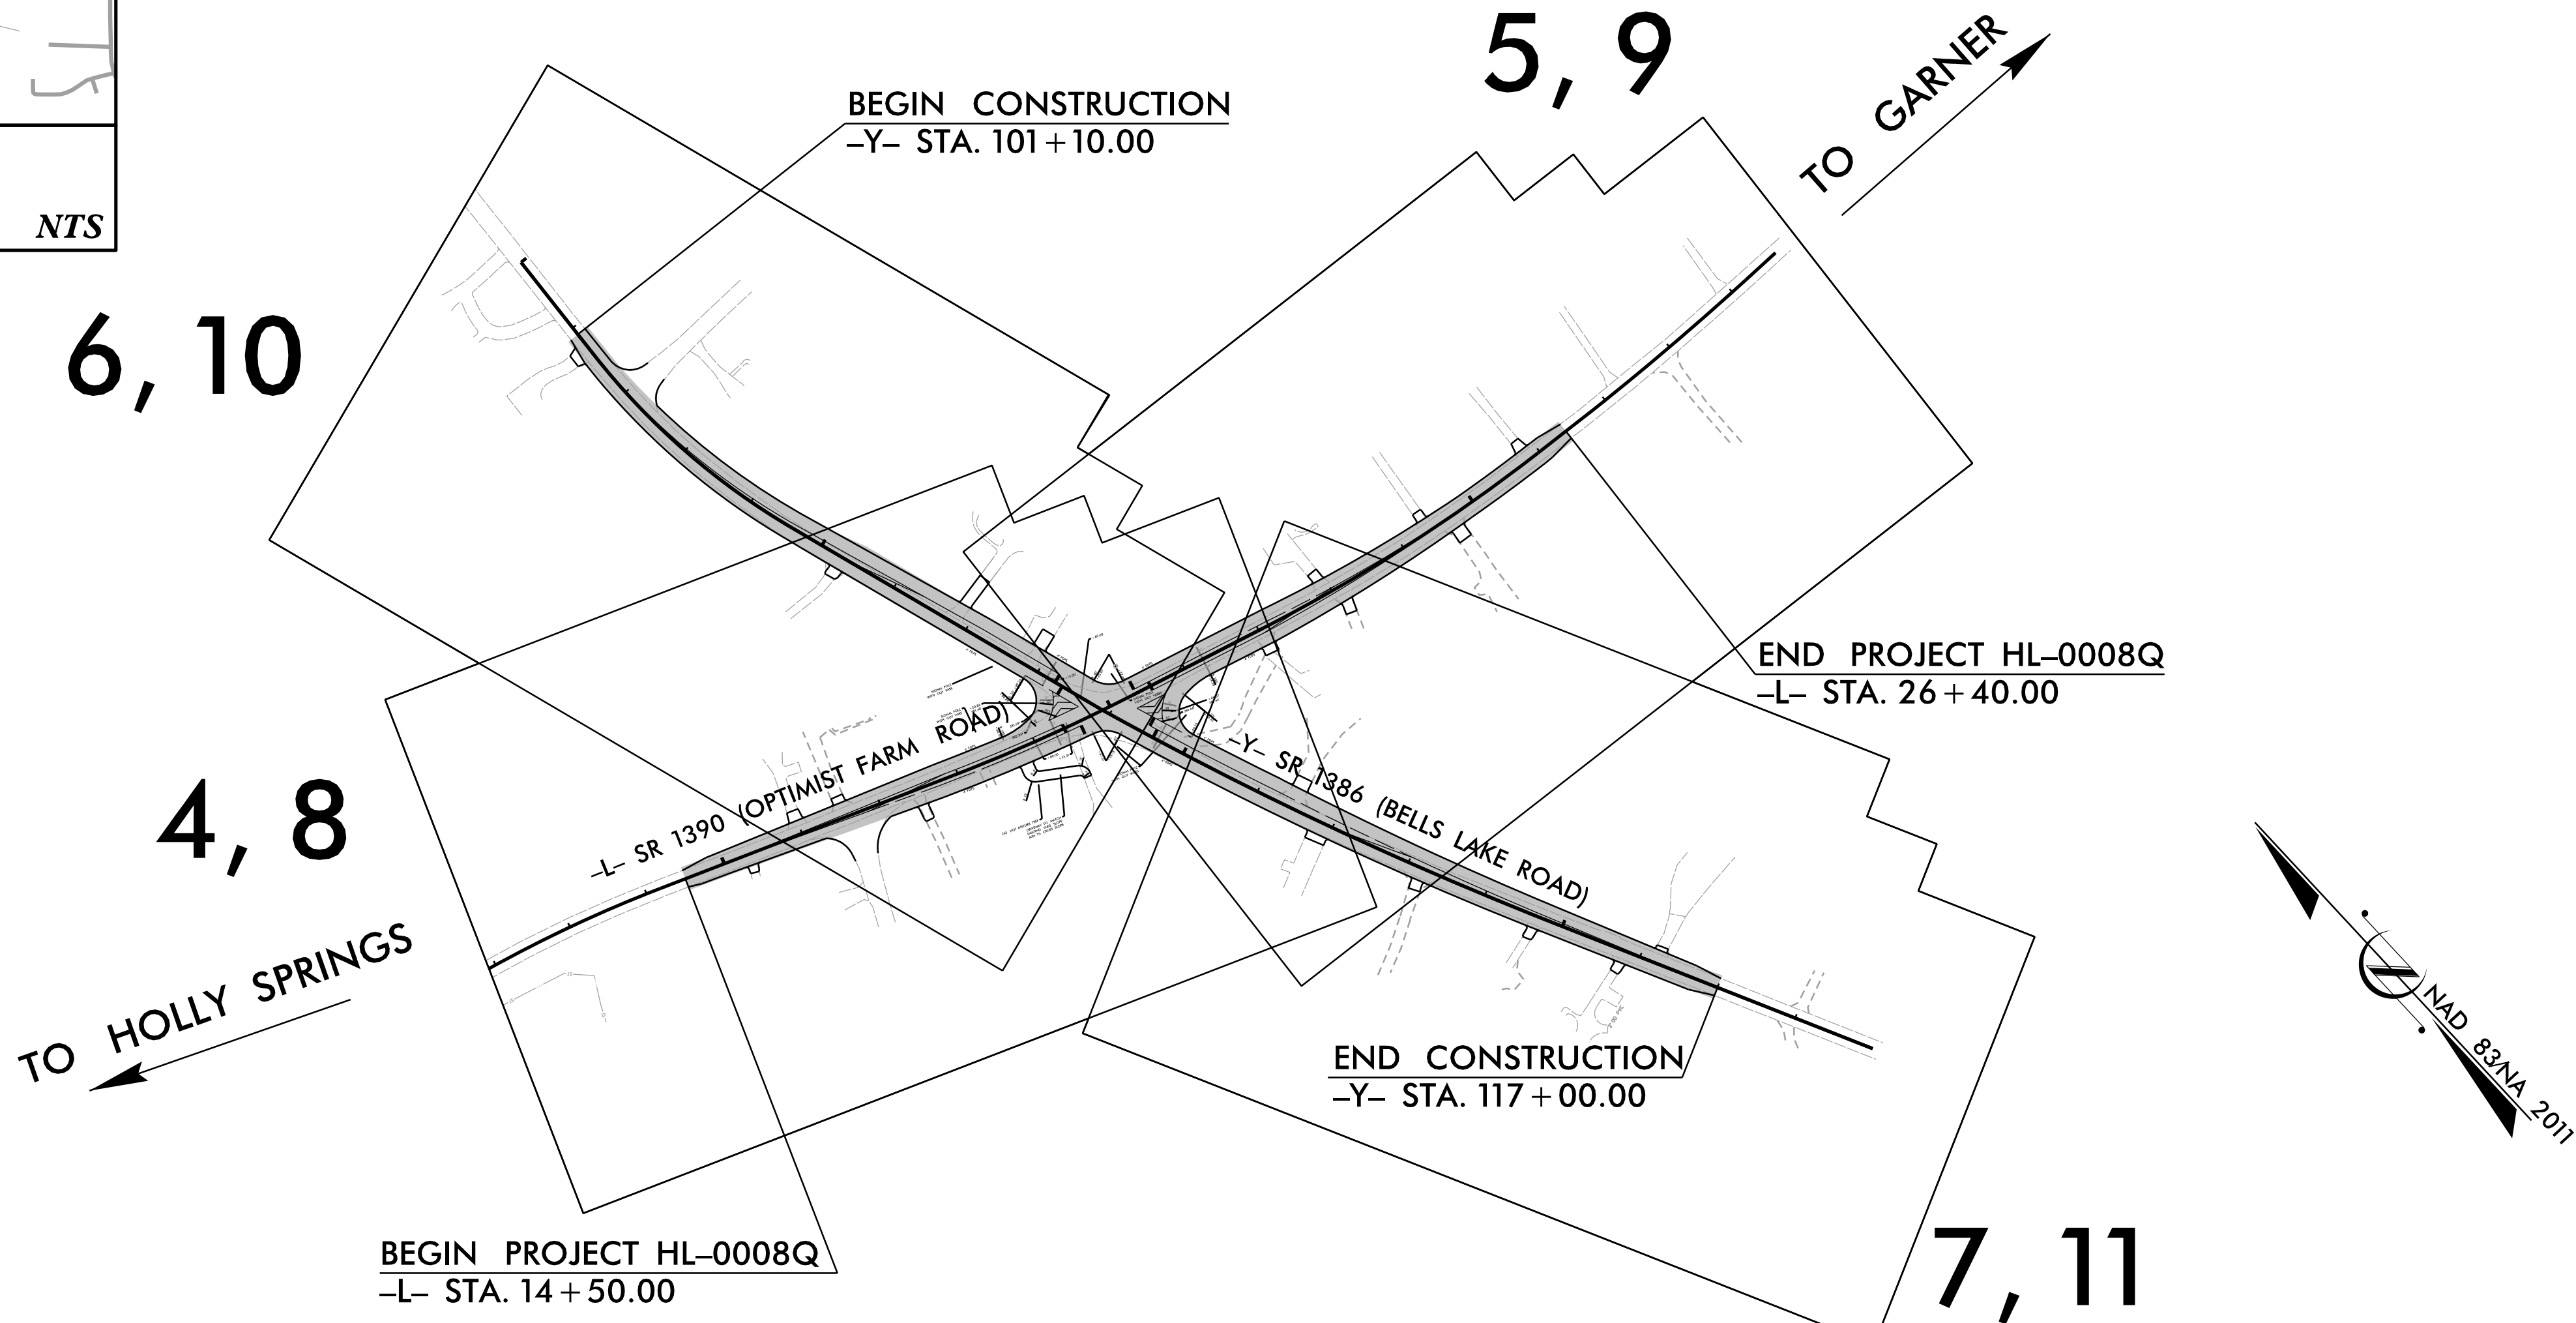 NTS
5, 9
TO GARNER
BEGIN CONSTRUCTION
–Y– STA. 101+10.00
6, 10
END PROJECT HL–0008Q
–L– STA. 26+40.00
–L– SR 1390 (OPTIMIST FARM ROAD)
–Y– SR 1386 (BELLS LAKE ROAD)
4, 8
TO HOLLY SPRINGS
NAD 83/NA 2011
END CONSTRUCTION
–Y– STA. 117+00.00
BEGIN PROJECT HL–0008Q
–L– STA. 14+50.00
7, 11